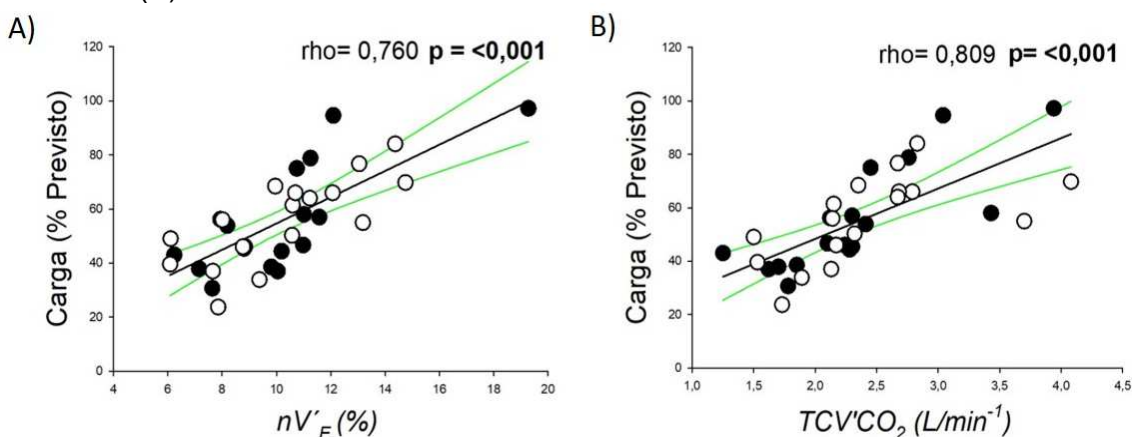 A)
rho= 0,760 p = <0,001
120
100
80
60
40
20
0
Carga (% Previsto)
4 6 8 10 12 14 16 18 20
nV´E (%)
B)
rho= 0,809 p= <0,001
120
100
80
60
40
20
0
Carga (% Previsto)
1,0 1,5 2,0 2,5 3,0 3,5 4,0 4,5
TCV'CO2 (L/min-1)